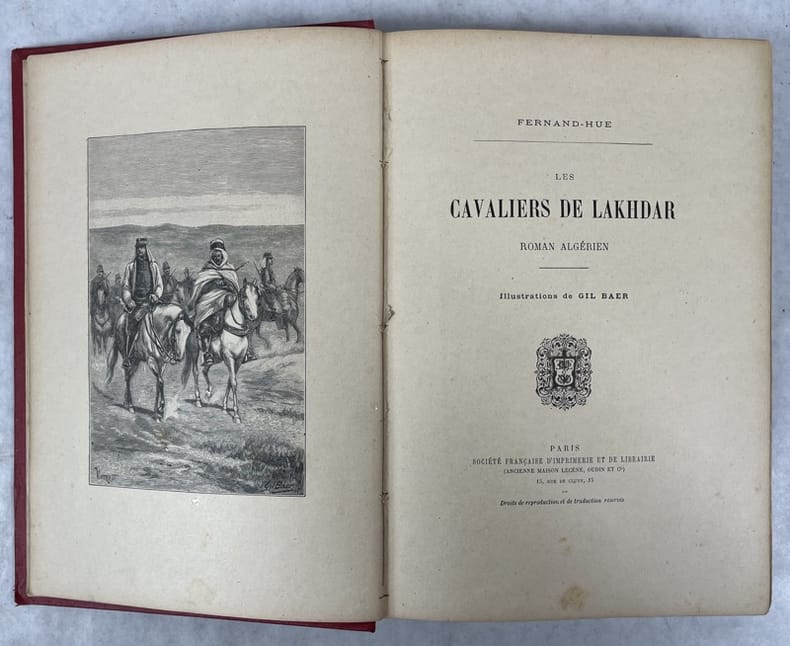 FERNAND-HUE
LES
CAVALIERS DE LAKHDAR
ROMAN ALGÉRIEN
Illustrations de GIL BAER
PARIS
SOCIÉTÉ FRANÇAISE D'IMPRIMERIE ET DE LIBRAIRIE
(ANCIENNE MAISON LECÈNE, OUDIN ET Cie)
15, RUE DE CLUNY, 15
Droits de reproduction et de traduction réservés
G. Baer